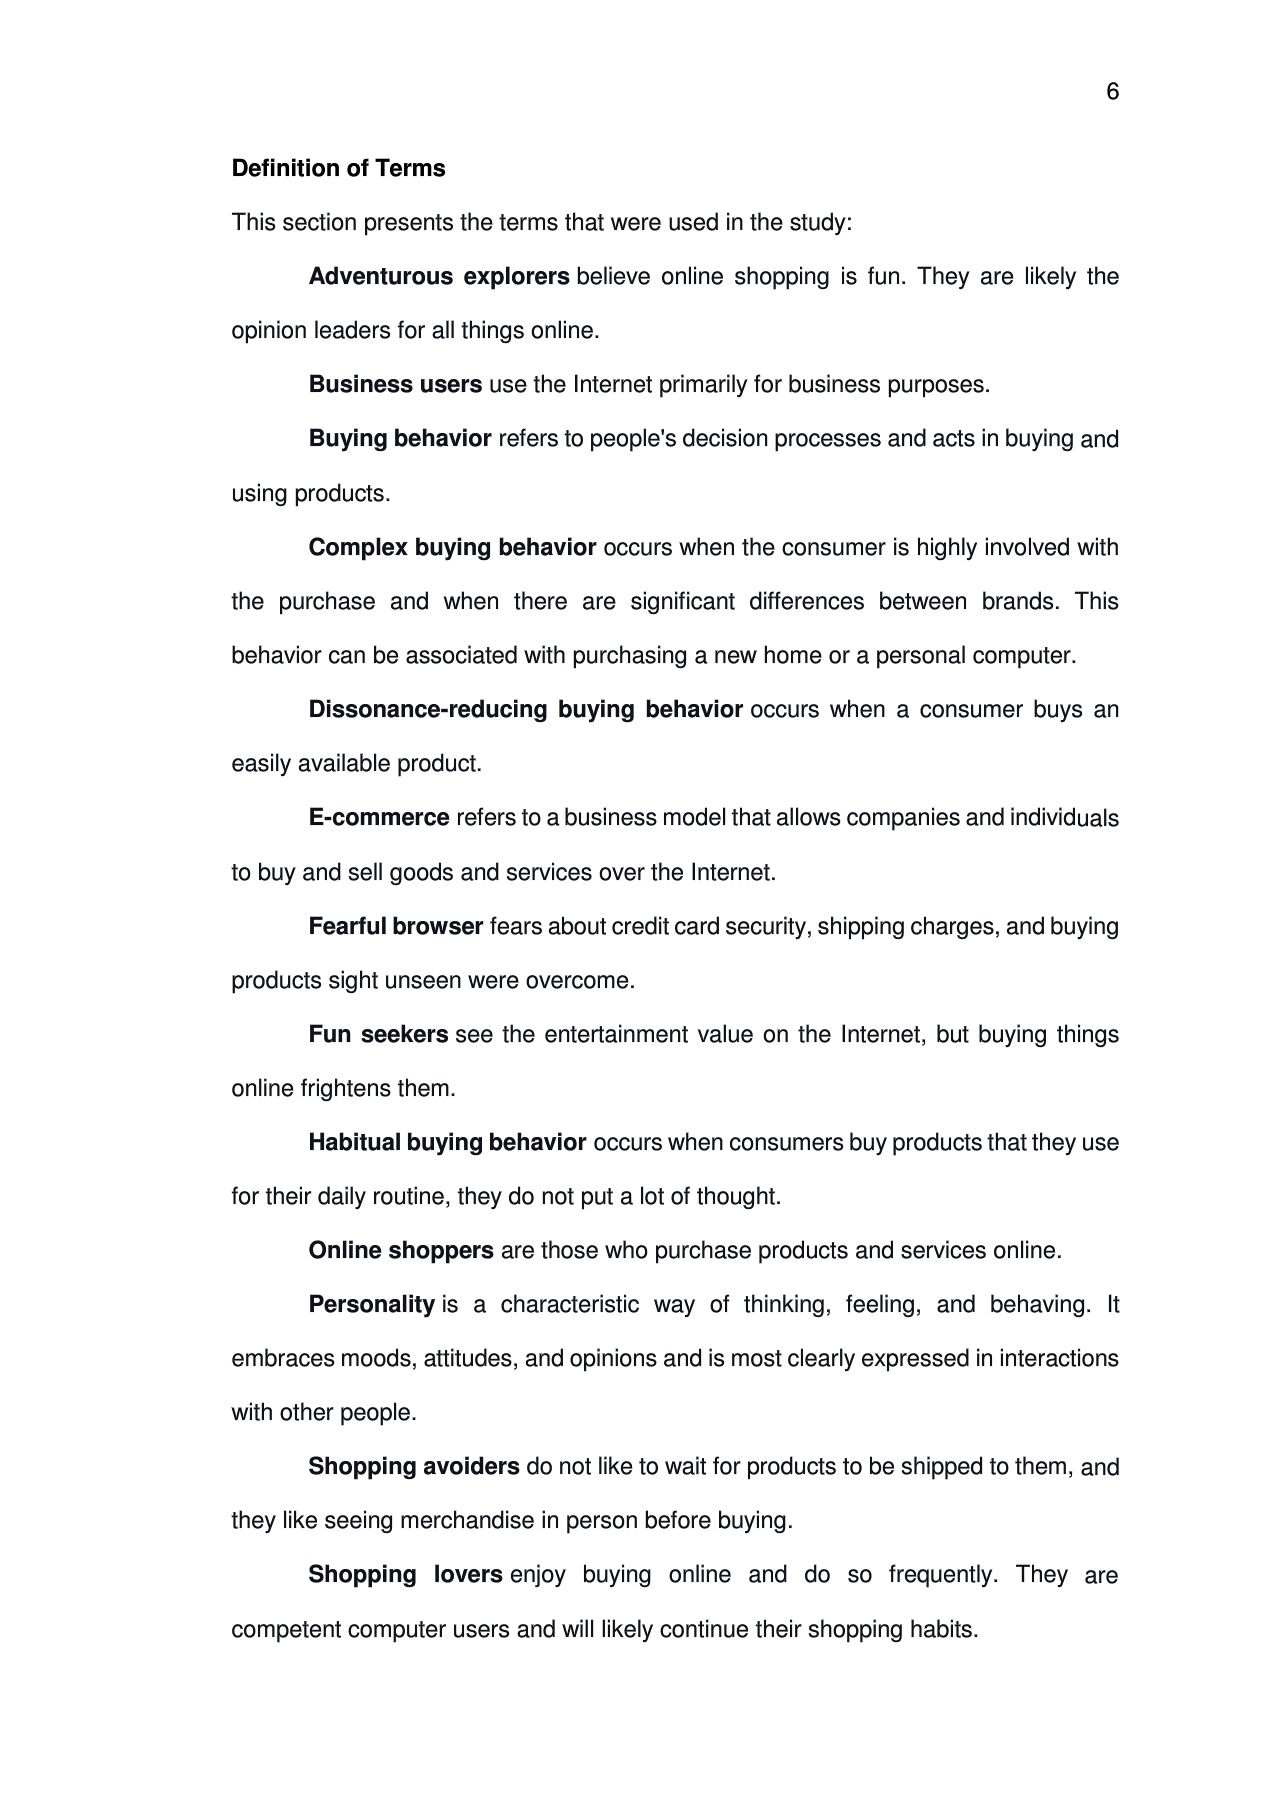 6
Definition of Terms
This section presents the terms that were used in the study:
Adventurous explorers believe online shopping is fun. They are likely the
opinion leaders for all things online.
Business users use the Internet primarily for business purposes.
Buying behavior refers to people's decision processes and acts in buying and
using products.
Complex buying behavior occurs when the consumer is highly involved with
the purchase and when there are significant differences between brands. This
behavior can be associated with purchasing a new home or a personal computer.
Dissonance-reducing buying behavior occurs when a consumer buys an
easily available product.
E-commerce refers to a business model that allows companies and individuals
to buy and sell goods and services over the Internet.
Fearful browser fears about credit card security, shipping charges, and buying
products sight unseen were overcome.
Fun seekers see the entertainment value on the Internet, but buying things
online frightens them.
Habitual buying behavior occurs when consumers buy products that they use
for their daily routine, they do not put a lot of thought.
Online shoppers are those who purchase products and services online.
Personality is a characteristic way of thinking, feeling, and behaving. It
embraces moods, attitudes, and opinions and is most clearly expressed in interactions
with other people.
Shopping avoiders do not like to wait for products to be shipped to them, and
they like seeing merchandise in person before buying.
Shopping lovers enjoy buying online and do so frequently. They are
competent computer users and will likely continue their shopping habits.